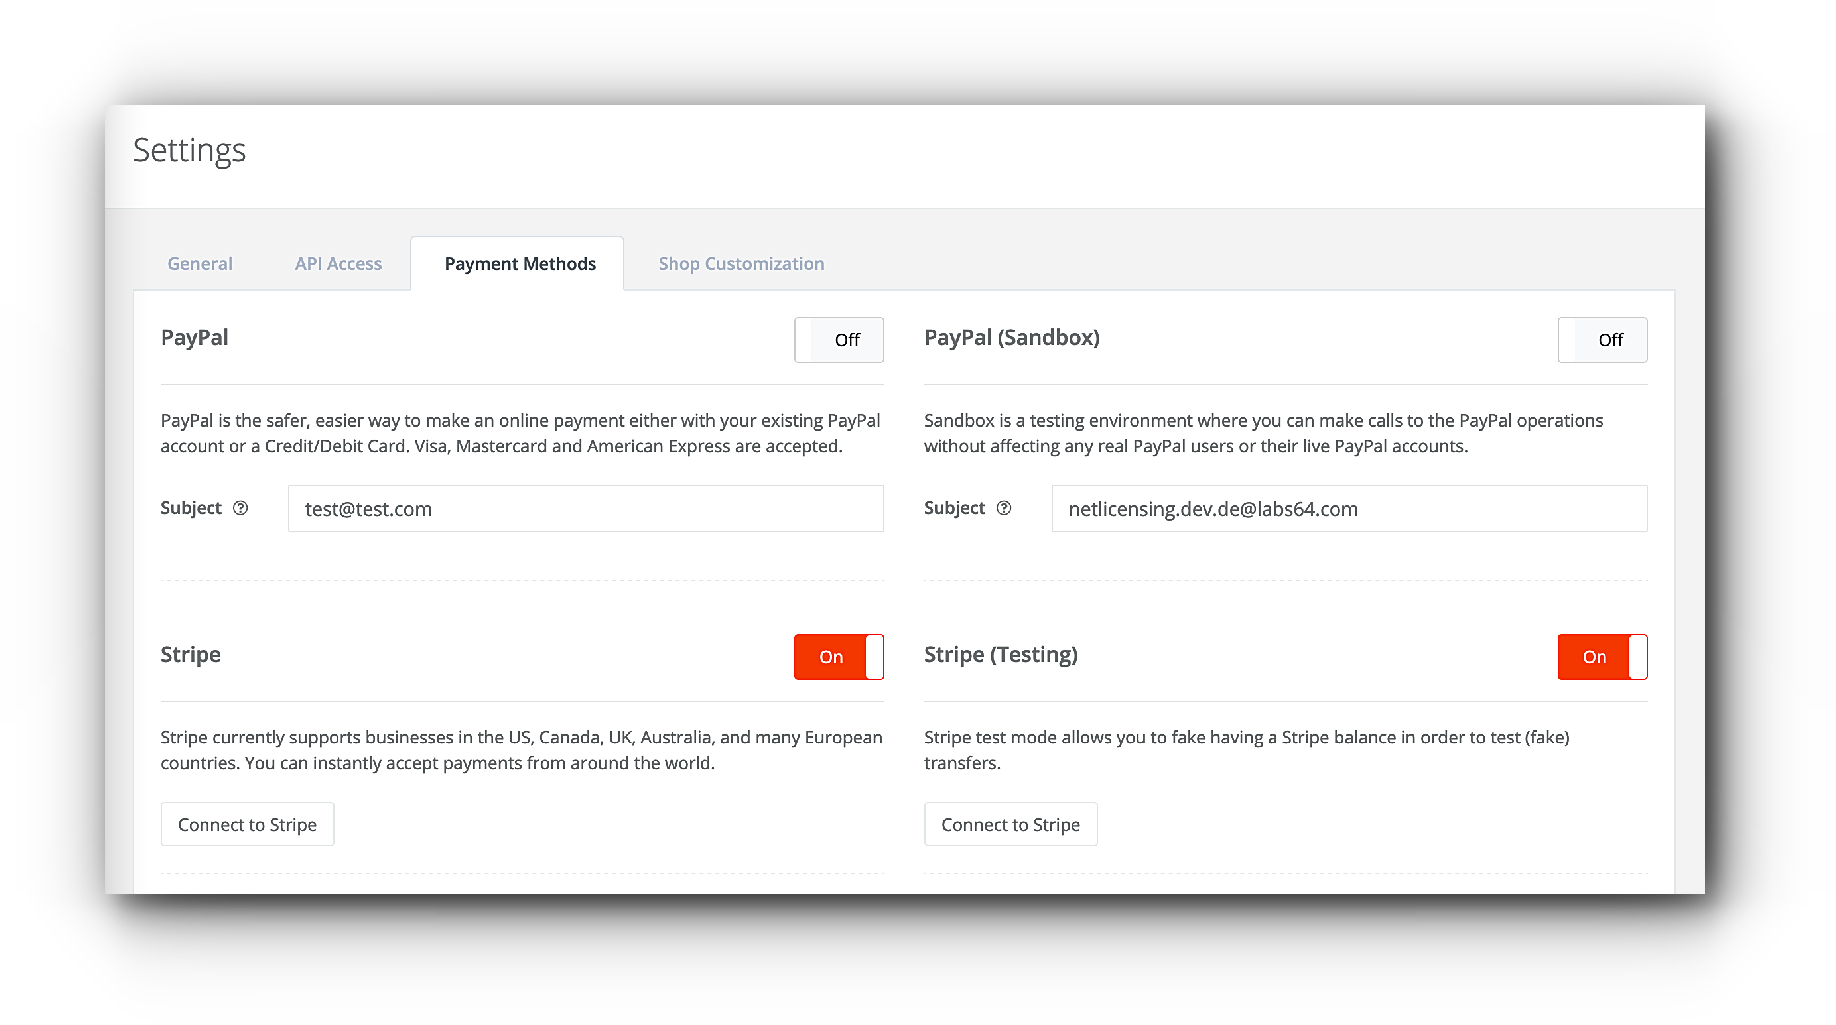 Settings
General
API Access
Payment Methods
Shop Customization
PayPal
Off
PayPal is the safer, easier way to make an online payment either with your existing PayPal
account or a Credit/Debit Card. Visa, Mastercard and American Express are accepted.
Subject
test@test.com
PayPal (Sandbox)
Off
Sandbox is a testing environment where you can make calls to the PayPal operations
without affecting any real PayPal users or their live PayPal accounts.
Subject
netlicensing.dev.de@labs64.com
Stripe
On
Stripe currently supports businesses in the US, Canada, UK, Australia, and many European
countries. You can instantly accept payments from around the world.
Connect to Stripe
Stripe (Testing)
On
Stripe test mode allows you to fake having a Stripe balance in order to test (fake)
transfers.
Connect to Stripe